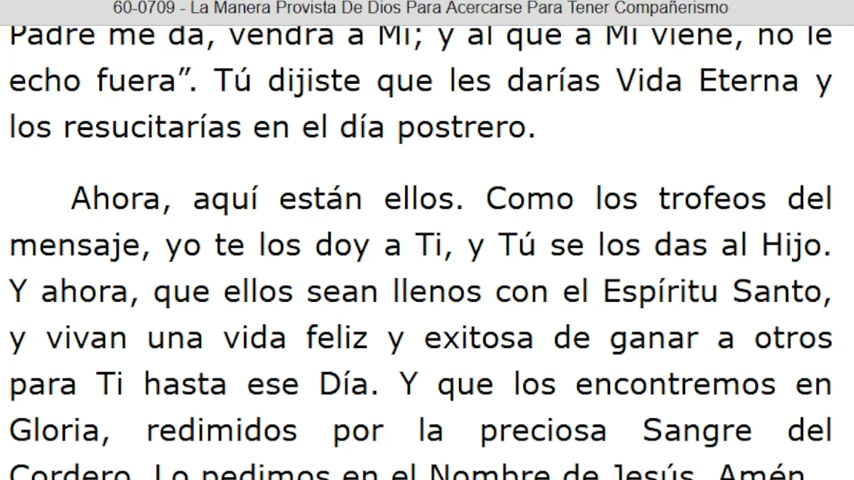 60-0709 - La Manera Provista De Dios Para Acercarse Para Tener Compañerismo
Padre me da, vendrá a Mí; y al que a Mí viene, no le
echo fuera”. Tú dijiste que les darías Vida Eterna y
los resucitarías en el día postrero.
Ahora, aquí están ellos. Como los trofeos del
mensaje, yo te los doy a Ti, y Tú se los das al Hijo.
Y ahora, que ellos sean llenos con el Espíritu Santo,
y vivan una vida feliz y exitosa de ganar a otros
para Ti hasta ese Día. Y que los encontremos en
Gloria, redimidos por la preciosa Sangre del
Cordero. Lo pedimos en el Nombre de Jesús. Amén.